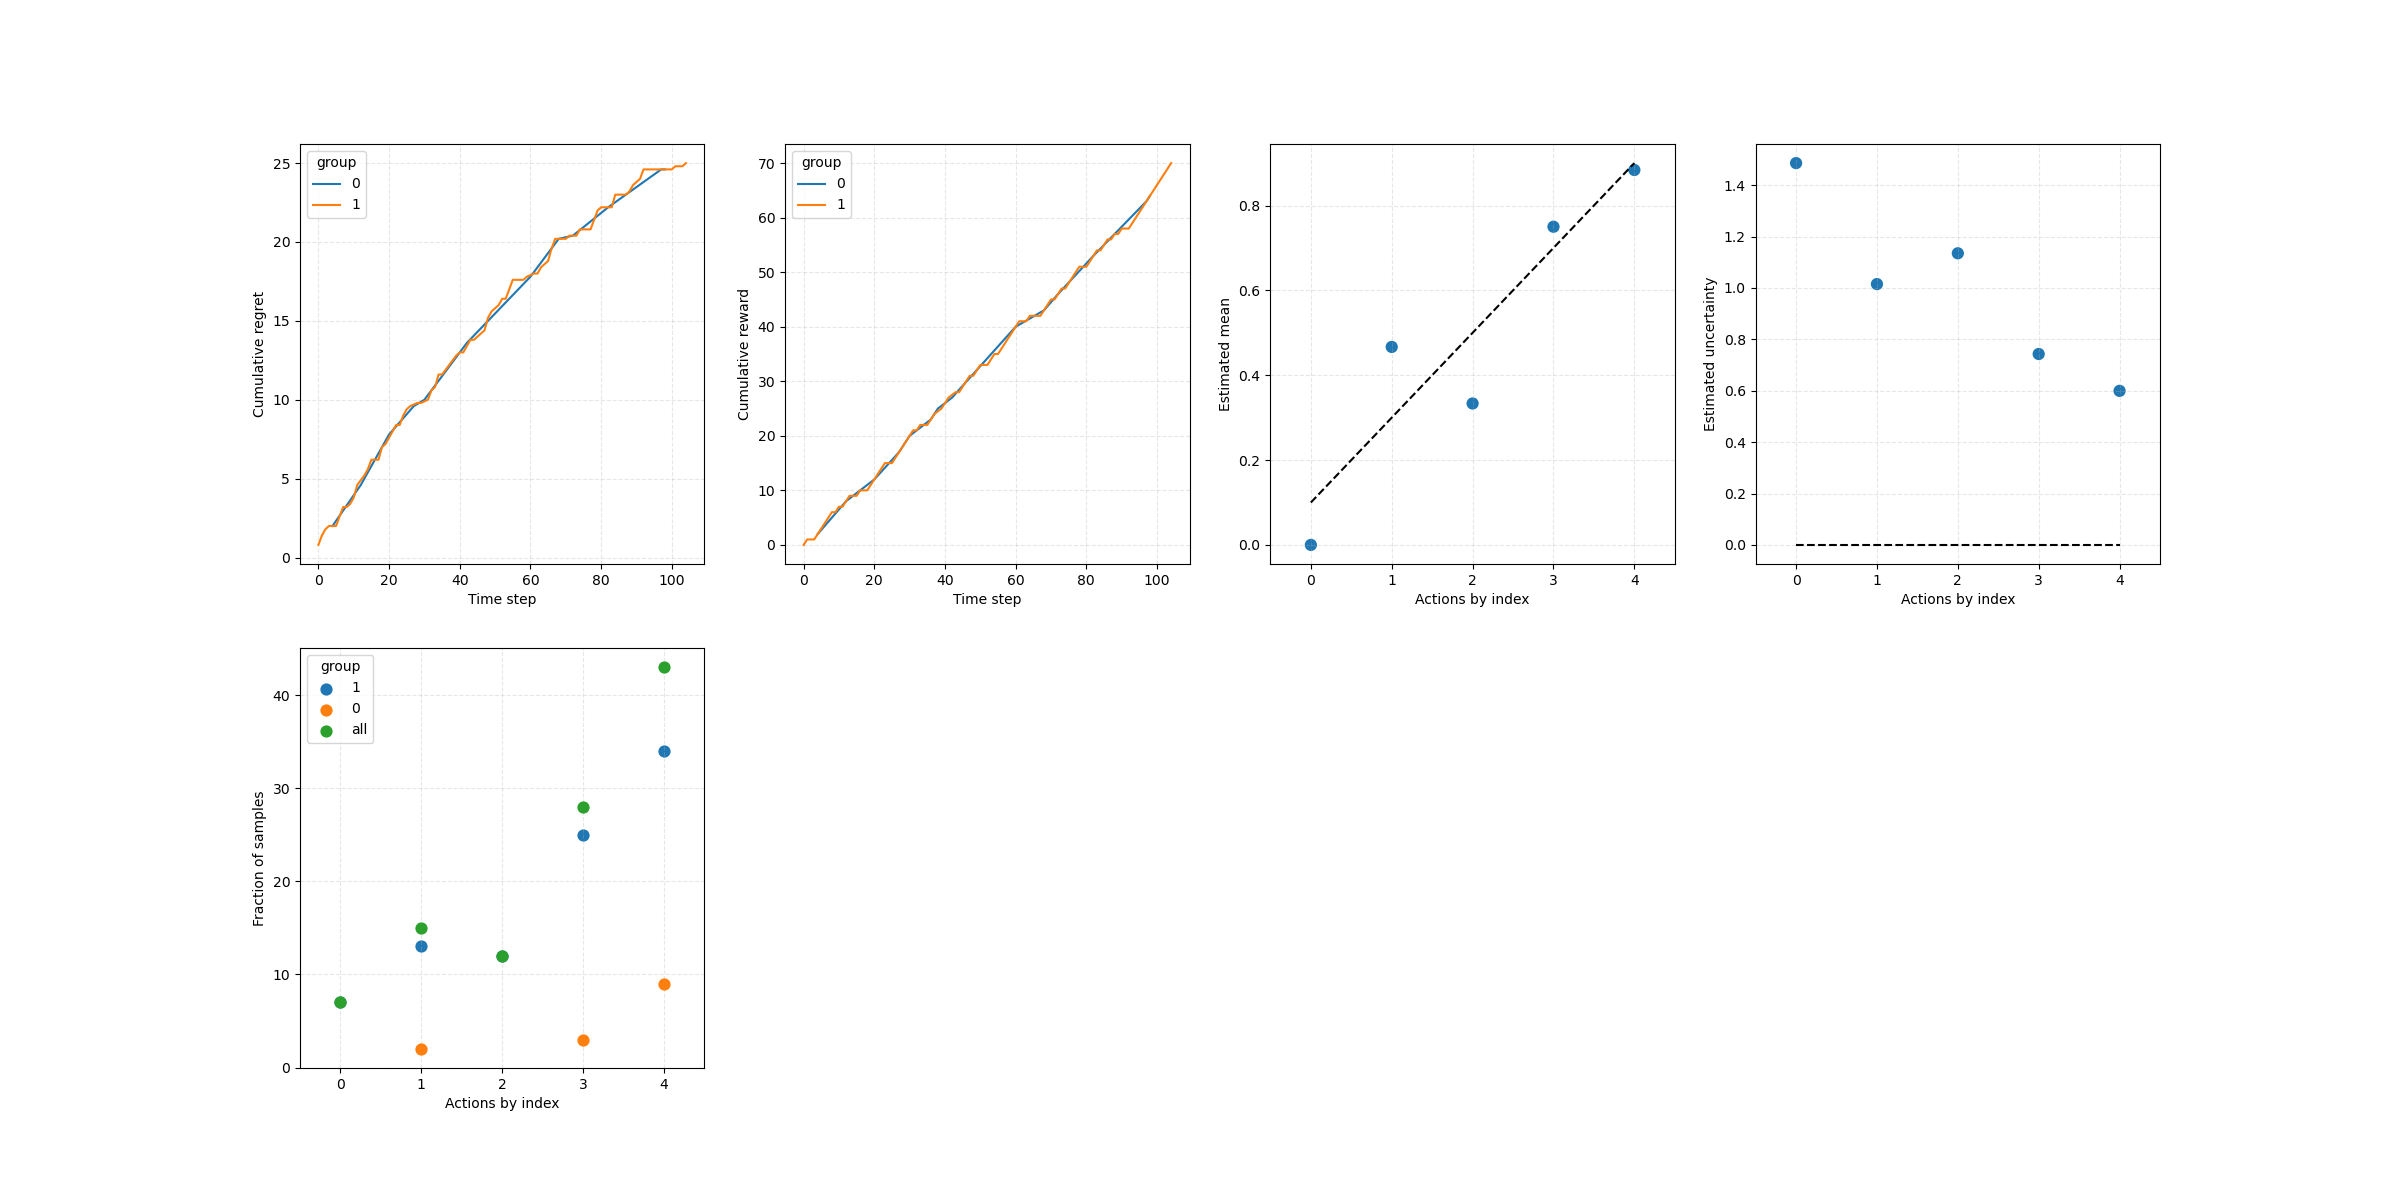 group
0
1
Cumulative regret
25
20
15
10
5
0
0 20 40 60 80 100
Time step
group
0
1
Cumulative reward
70
60
50
40
30
20
10
0
0 20 40 60 80 100
Time step
Estimated mean
0.8
0.6
0.4
0.2
0.0
0 1 2 3 4
Actions by index
Estimated uncertainty
1.4
1.2
1.0
0.8
0.6
0.4
0.2
0.0
0 1 2 3 4
Actions by index
group
1
0
all
Fraction of samples
40
30
20
10
0
0 1 2 3 4
Actions by index